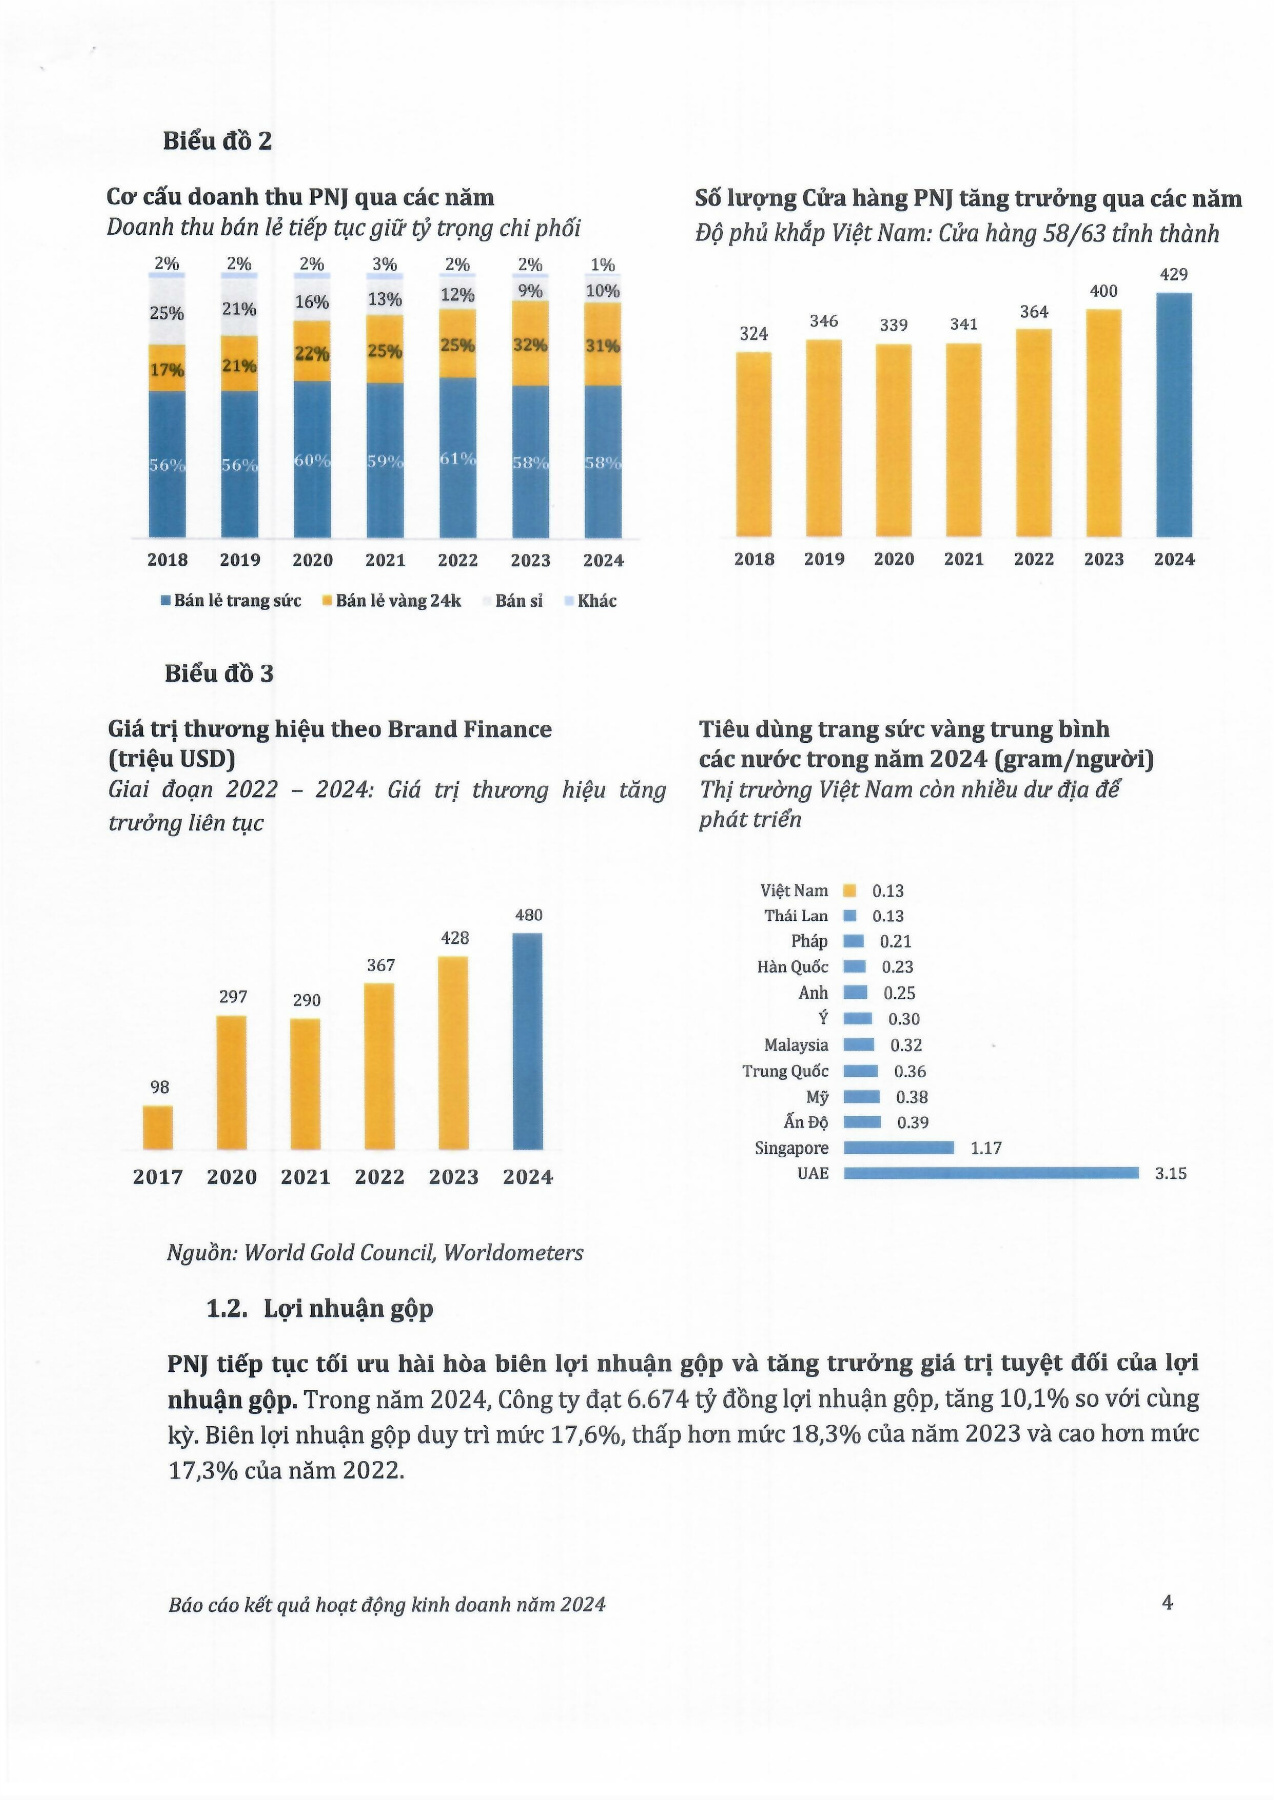 Biểu đồ 2
Cơ cấu doanh thu PNJ qua các năm
Doanh thu bán lẻ tiếp tục giữ tỷ trọng chi phối
2% 2% 2% 3% 2% 2% 1%
25% 21% 16% 13% 12% 9% 10%
17% 21% 22% 25% 25% 32% 31%
56% 56% 60% 59% 61% 58% 58%
2018 2019 2020 2021 2022 2023 2024
Bán lẻ trang sức Bán lẻ vàng 24k Bán sỉ Khác
Số lượng Cửa hàng PNJ tăng trưởng qua các năm
Độ phủ khắp Việt Nam: Cửa hàng 58/63 tỉnh thành
324 346 339 341 364 400 429
2018 2019 2020 2021 2022 2023 2024
Biểu đồ 3
Giá trị thương hiệu theo Brand Finance
(triệu USD)
Giai đoạn 2022 – 2024: Giá trị thương hiệu tăng
trưởng liên tục
98 297 290 367 428 480
2017 2020 2021 2022 2023 2024
Tiêu dùng trang sức vàng trung bình
các nước trong năm 2024 (gram/người)
Thị trường Việt Nam còn nhiều dư địa để
phát triển
Việt Nam 0.13
Thái Lan 0.13
Pháp 0.21
Hàn Quốc 0.23
Anh 0.25
Ý 0.30
Malaysia 0.32
Trung Quốc 0.36
Mỹ 0.38
Ấn Độ 0.39
Singapore 1.17
UAE 3.15
Nguồn: World Gold Council, Worldometers
1.2. Lợi nhuận gộp
PNJ tiếp tục tối ưu hài hòa biên lợi nhuận gộp và tăng trưởng giá trị tuyệt đối của lợi
nhuận gộp. Trong năm 2024, Công ty đạt 6.674 tỷ đồng lợi nhuận gộp, tăng 10,1% so với cùng
kỳ. Biên lợi nhuận gộp duy trì mức 17,6%, thấp hơn mức 18,3% của năm 2023 và cao hơn mức
17,3% của năm 2022.
Báo cáo kết quả hoạt động kinh doanh năm 2024 4